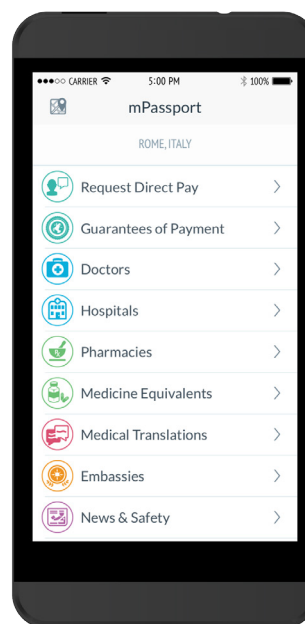 CARRIER 5:00 PM 100%
mPassport
ROME, ITALY
Request Direct Pay
Guarantees of Payment
Doctors
Hospitals
Pharmacies
Medicine Equivalents
Medical Translations
Embassies
News & Safety